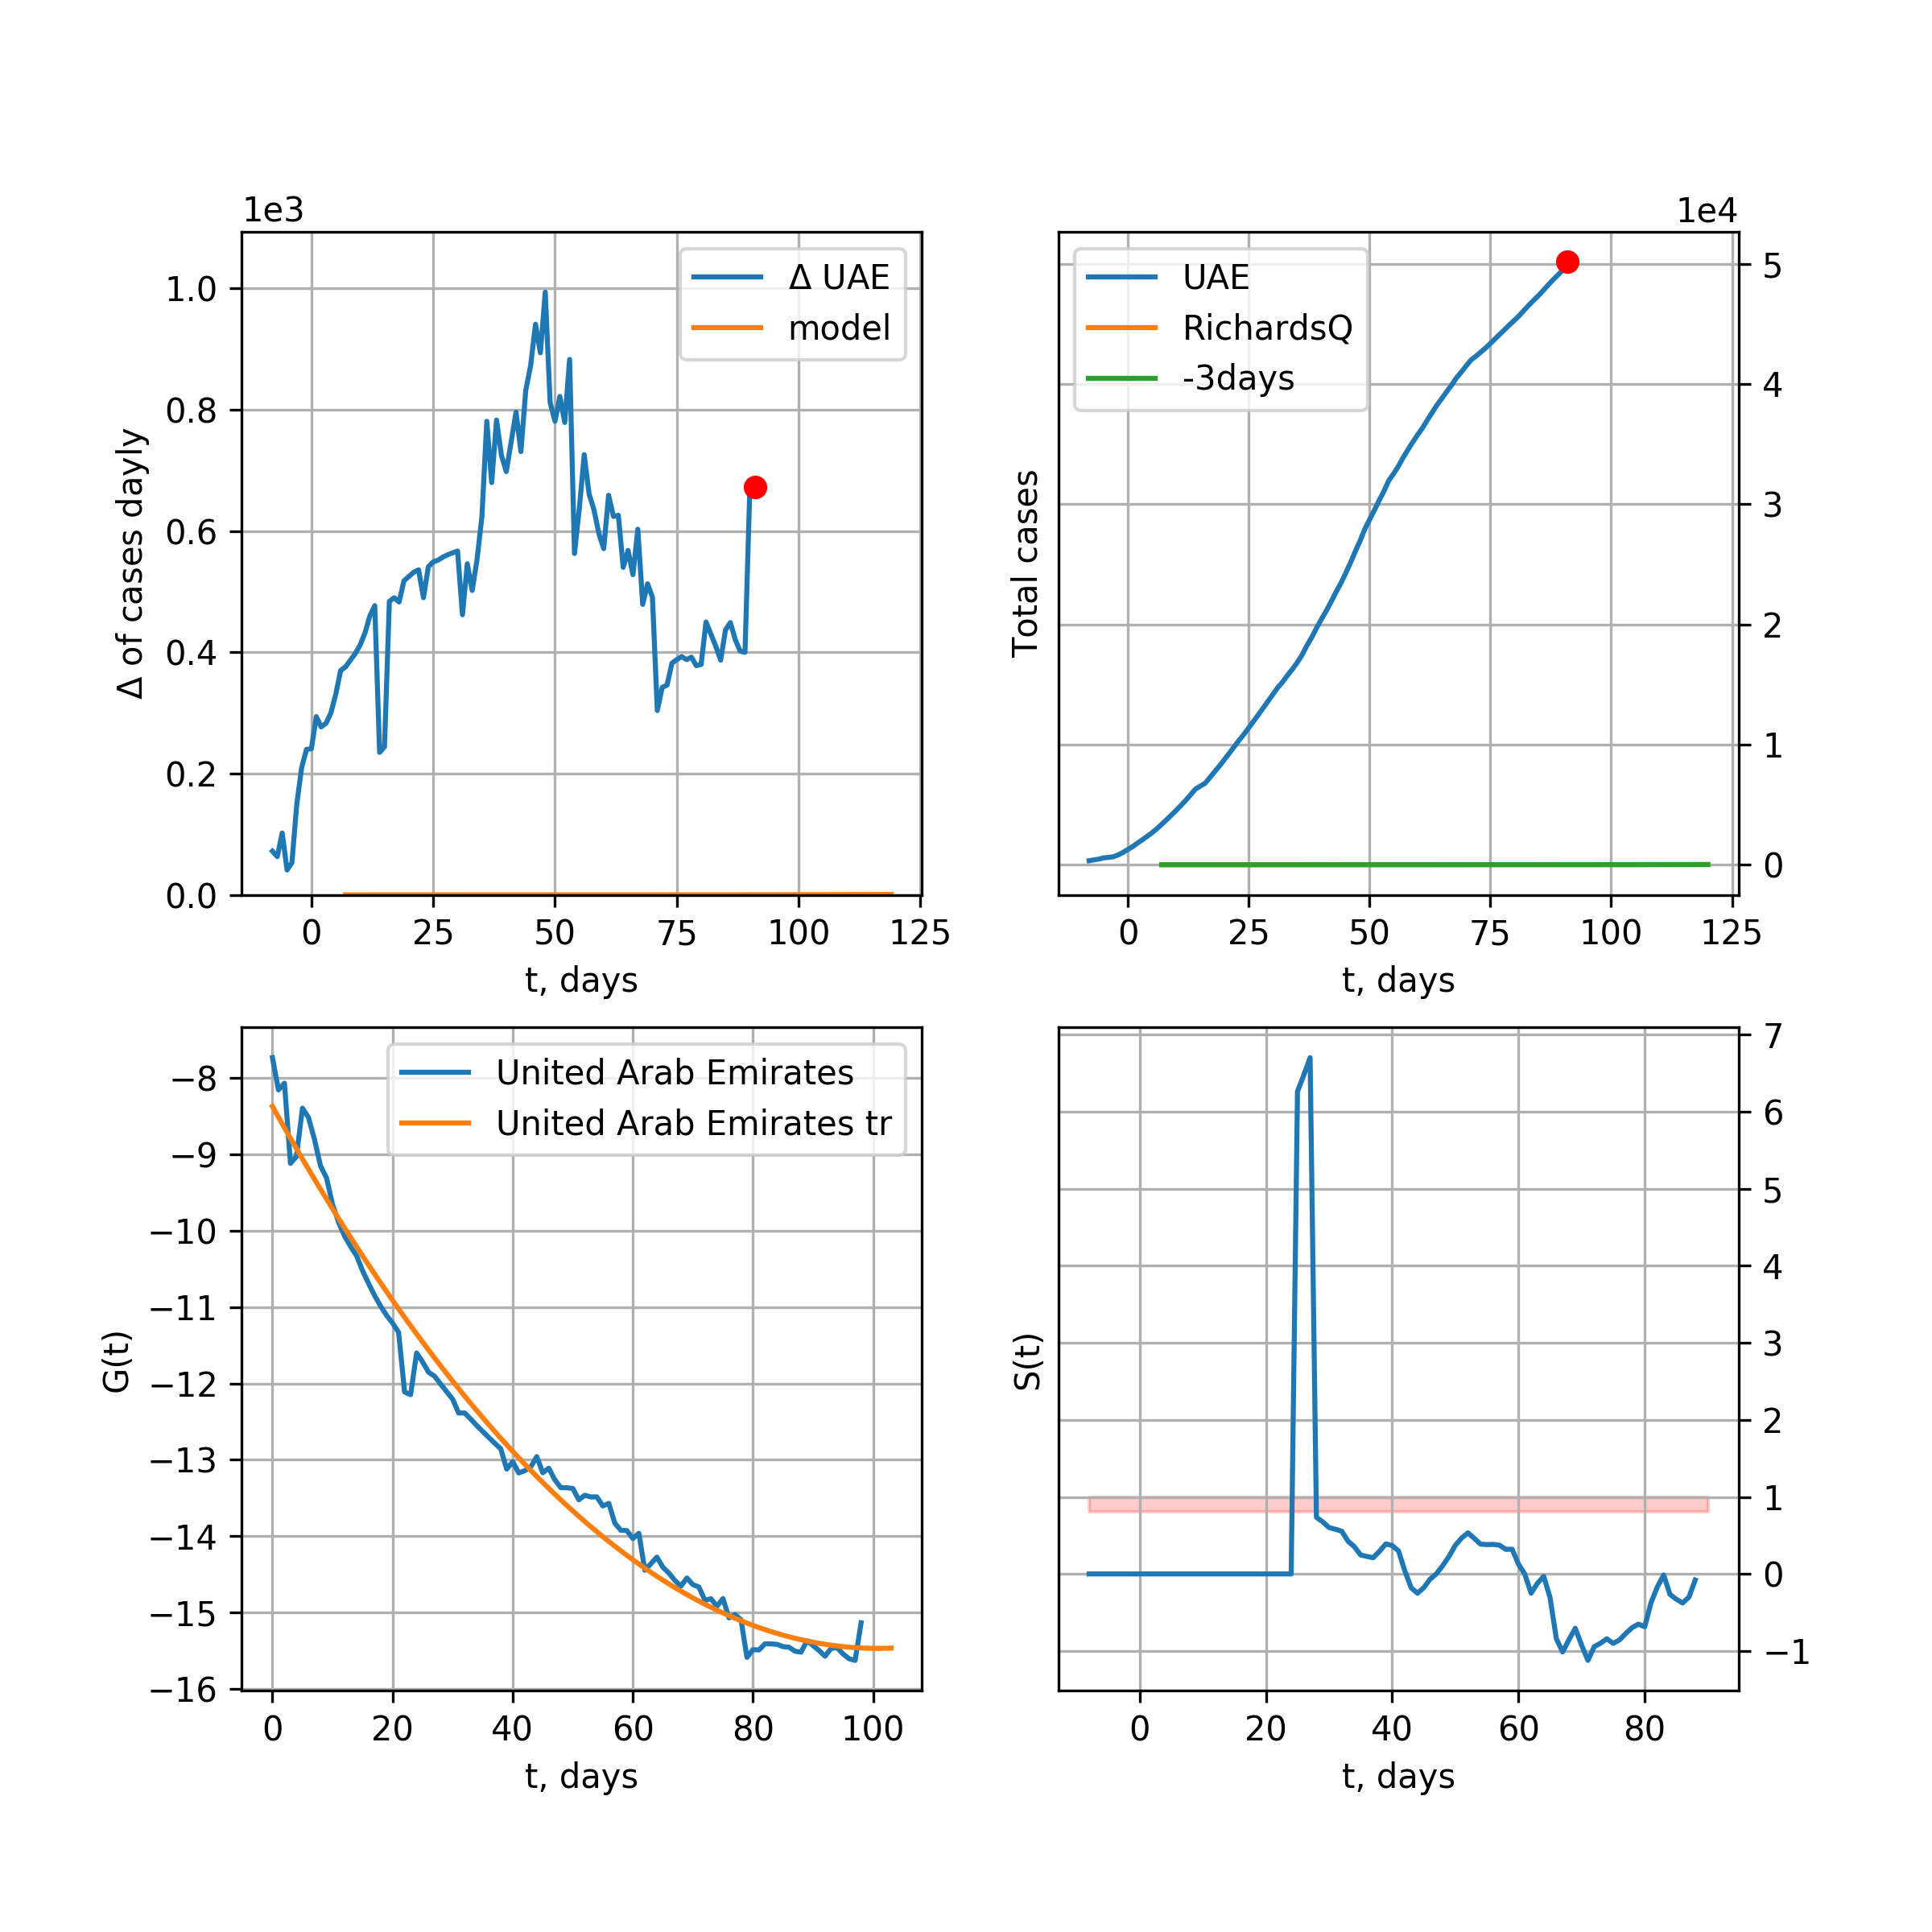 1e3
Δ UAE
model
1.0
0.8
0.6
0.4
0.2
0.0
Δ of cases dayly
0 25 50 75 100 125
t, days
1e4
UAE
RichardsQ
-3days
5
4
3
2
1
0
Total cases
0 25 50 75 100 125
t, days
United Arab Emirates
United Arab Emirates tr
−8
−9
−10
−11
−12
−13
−14
−15
−16
G(t)
0 20 40 60 80 100
t, days
7
6
5
4
3
2
1
0
−1
S(t)
0 20 40 60 80
t, days